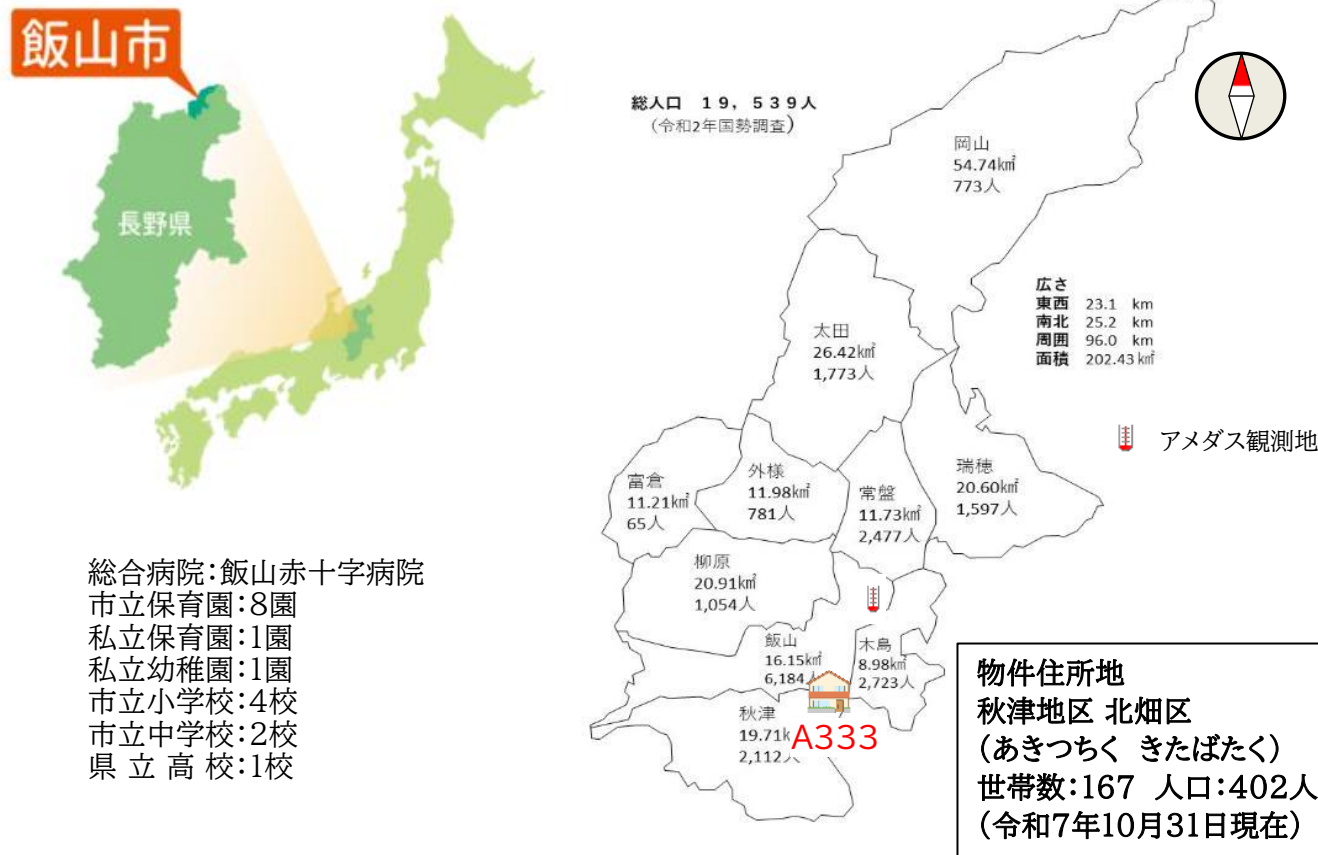 飯山市
長野県
総人口 19,539人
(令和2年国勢調査)
岡山
54.74k㎡
773人
広さ
東西 23.1 km
南北 25.2 km
周囲 96.0 km
面積 202.43k㎡
太田
26.42k㎡
1,773人
アメダス観測地
富倉
11.21k㎡
65人
外様
11.98k㎡
781人
常盤
11.73k㎡
2,477人
瑞穂
20.60k㎡
1,597人
柳原
20.91k㎡
1,054人
飯山
16.15k㎡
6,184人
木島
8.98k㎡
2,723人
秋津
19.71k
2,112人
A333
総合病院:飯山赤十字病院
市立保育園:8園
私立保育園:1園
私立幼稚園:1園
市立小学校:4校
市立中学校:2校
県 立 高 校:1校
物件住所地
秋津地区 北畑区
(あきつちく きたばたく)
世帯数:167 人口:402人
(令和7年10月31日現在)